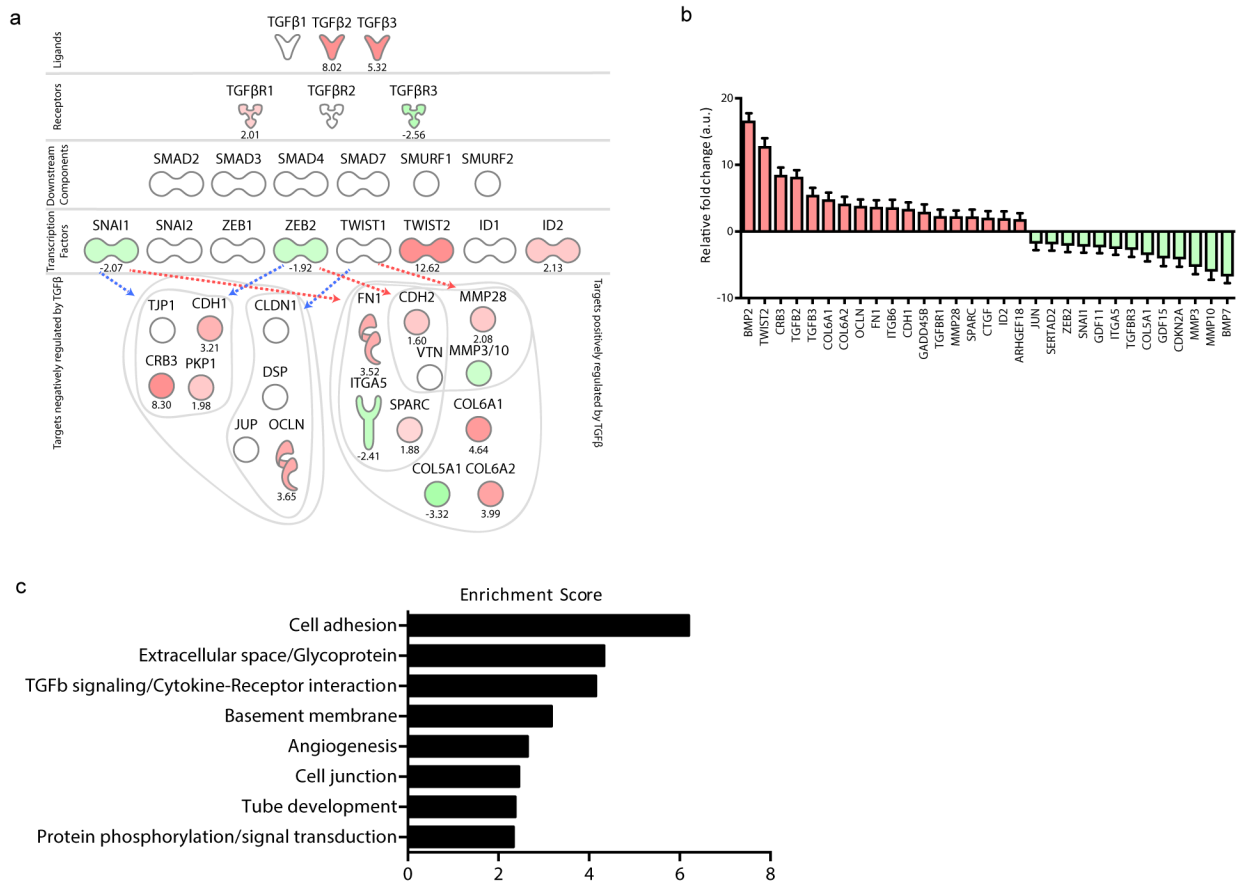 a
TGFβ1 TGFβ2 TGFβ3
Ligands
8.02 5.32
TGFβR1 TGFβR2 TGFβR3
Receptors
2.01 -2.56
Downstream
Components
SMAD2 SMAD3 SMAD4 SMAD7 SMURF1 SMURF2
Transcription
Factors
SNAI1 SNAI2 ZEB1 ZEB2 TWIST1 TWIST2 ID1 ID2
-2.07 -1.92 12.62 2.13
Targets negatively regulated by TGFβ
TJP1 CDH1 CLDN1
3.21
CRB3 PKP1
8.30 1.98
DSP
JUP OCLN
3.65
FN1 CDH2 MMP28
3.52 1.60 2.08
VTN MMP3/10
ITGA5 SPARC COL6A1
-2.41 1.88 4.64
COL5A1 COL6A2
-3.32 3.99
Targets positively regulated by TGFβ
b
Relative fold change (a.u.)
20
10
0
-10
BMP2
TWIST2
CRB3
TGFB2
TGFB3
COL6A1
COL6A2
OCLN
FN1
ITGB6
CDH1
GADD45B
TGFBR1
MMP28
SPARC
CTGF
ID2
ARHGEF18
JUN
SERTAD2
ZEB2
SNAI1
GDF11
ITGA5
TGFBR3
COL5A1
GDF15
CDKN2A
MMP3
MMP10
BMP7
c
Enrichment Score
Cell adhesion
Extracellular space/Glycoprotein
TGFb signaling/Cytokine-Receptor interaction
Basement membrane
Angiogenesis
Cell junction
Tube development
Protein phosphorylation/signal transduction
0 2 4 6 8